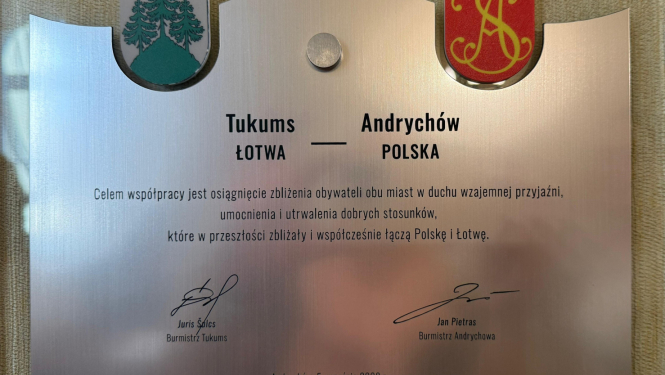 Tukums — Andrychów
ŁOTWA POLSKA
Celem współpracy jest osiągnięcie zbliżenia obywateli obu miast w duchu wzajemnej przyjaźni,
umocnienia i utrwalenia dobrych stosunków,
które w przeszłości zbliżały i współcześnie łączą Polskę i Łotwę.
Juris Šulcs
Burmistrz Tukums
Jan Pietras
Burmistrz Andrychowa